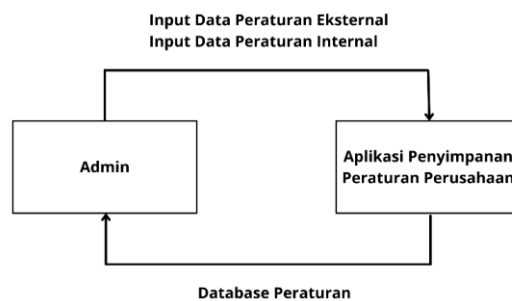 Input Data Peraturan Eksternal
Input Data Peraturan Internal
Admin
Aplikasi Penyimpanan
Peraturan Perusahaan
Database Peraturan